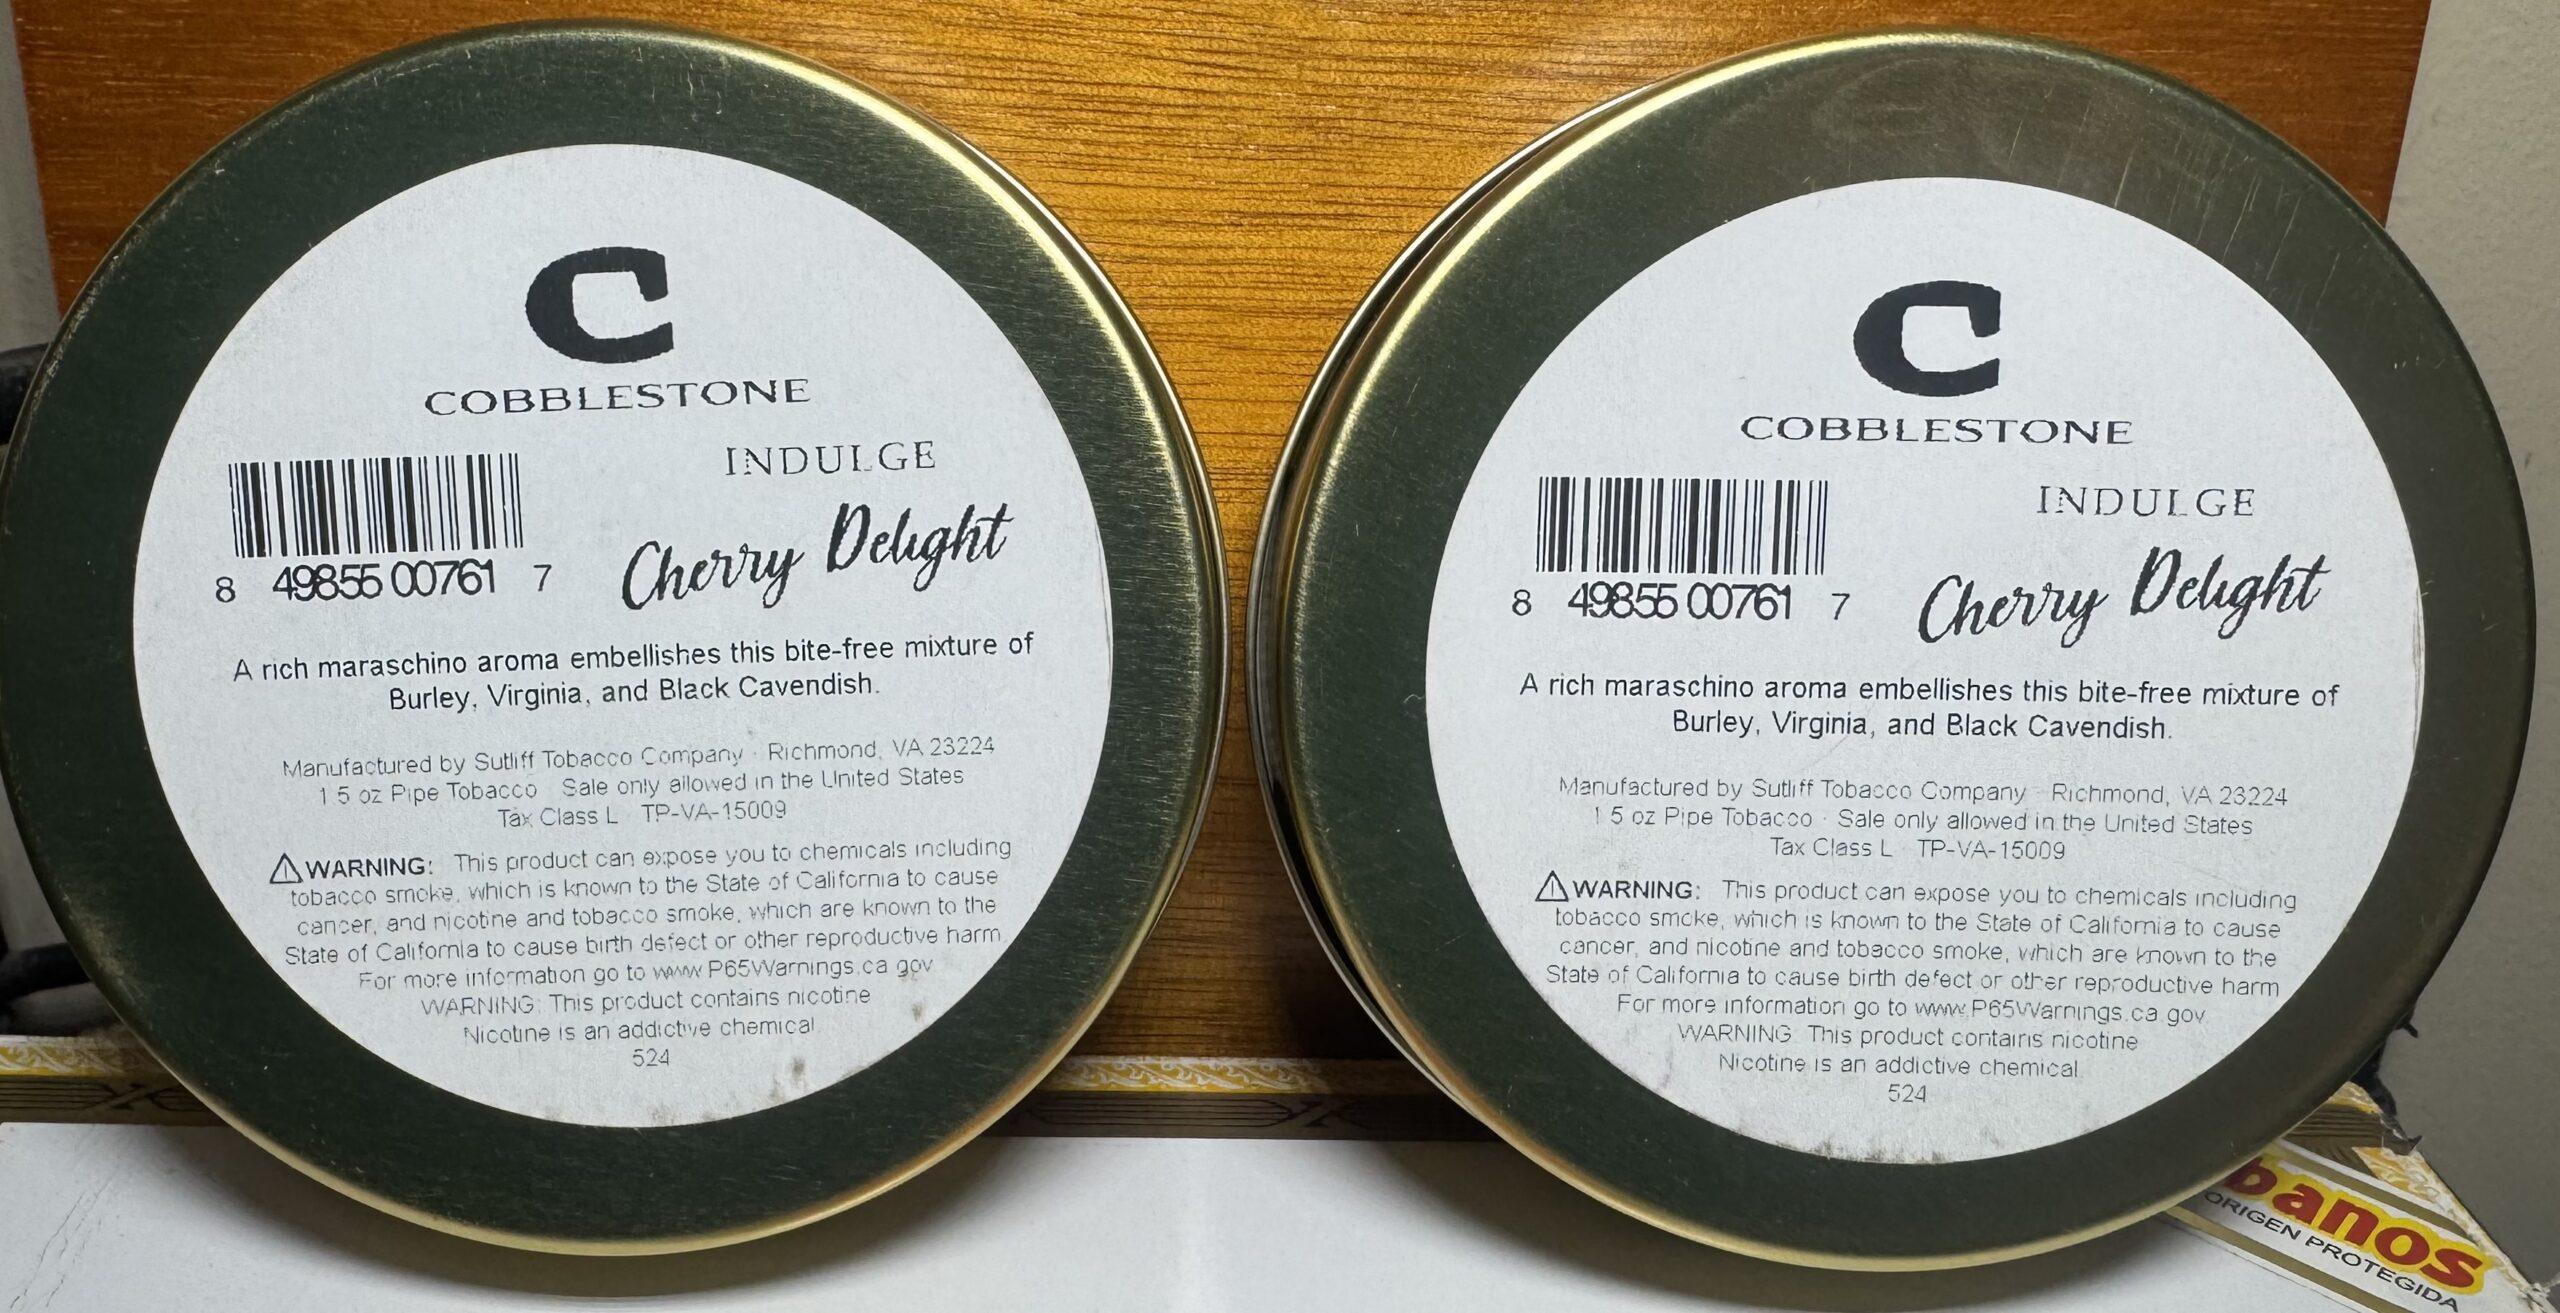 C
COBBLESTONE
INDULGE
Cherry Delight
8 49855 00761 7
A rich maraschino aroma embellishes this bite-free mixture of
Burley, Virginia, and Black Cavendish.
Manufactured by Sutliff Tobacco Company · Richmond, VA 23224
1.5 oz Pipe Tobacco · Sale only allowed in the United States
Tax Class L · TP-VA-15009
⚠WARNING: This product can expose you to chemicals including
tobacco smoke, which is known to the State of California to cause
cancer, and nicotine and tobacco smoke, which are known to the
State of California to cause birth defect or other reproductive harm.
For more information go to www.P65Warnings.ca.gov
WARNING: This product contains nicotine
Nicotine is an addictive chemical
524
C
COBBLESTONE
INDULGE
Cherry Delight
8 49855 00761 7
A rich maraschino aroma embellishes this bite-free mixture of
Burley, Virginia, and Black Cavendish.
Manufactured by Sutliff Tobacco Company · Richmond, VA 23224
1.5 oz Pipe Tobacco · Sale only allowed in the United States
Tax Class L · TP-VA-15009
⚠WARNING: This product can expose you to chemicals including
tobacco smoke, which is known to the State of California to cause
cancer, and nicotine and tobacco smoke, which are known to the
State of California to cause birth defect or other reproductive harm
For more information go to www.P65Warnings.ca.gov
WARNING: This product contains nicotine
Nicotine is an addictive chemical.
524
banos
ORIGEN PROTEGIDA